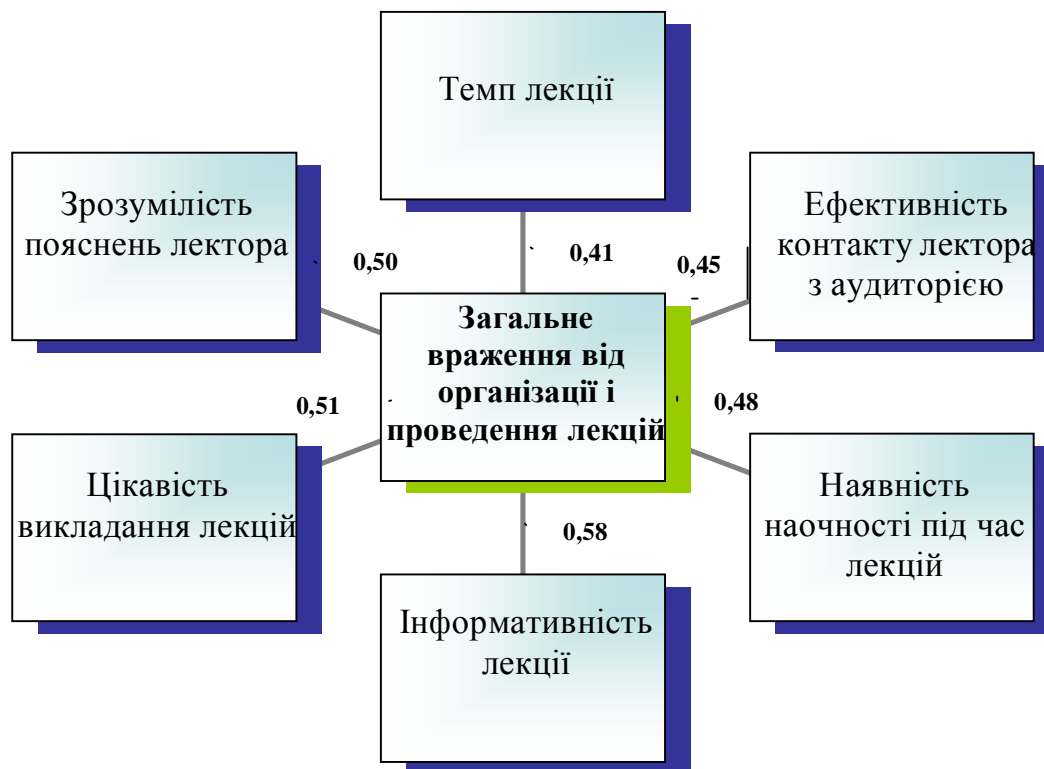 Темп лекції
Зрозумілість
пояснень лектора
Ефективність
контакту лектора
з аудиторією
0,50
0,41
0,45
Загальне
враження від
організації і
проведення лекцій
0,51
0,48
Цікавість
викладання лекцій
Наявність
наочності під час
лекцій
0,58
Інформативність
лекції